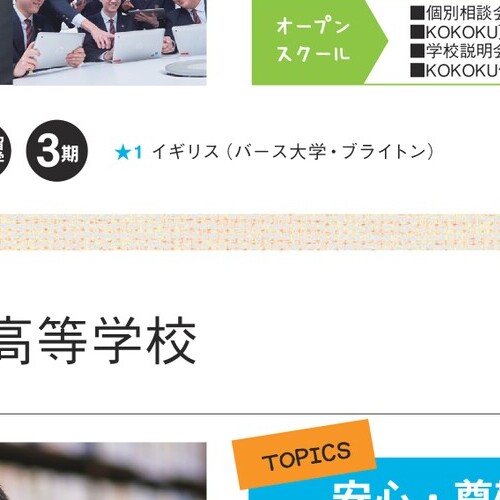 オープン
スクール
■個別相談会
■KOKOKU
■学校説明会
■KOKOKU
3期
★1 イギリス（バース大学・ブライトン）
高等学校
TOPICS
安心・尊